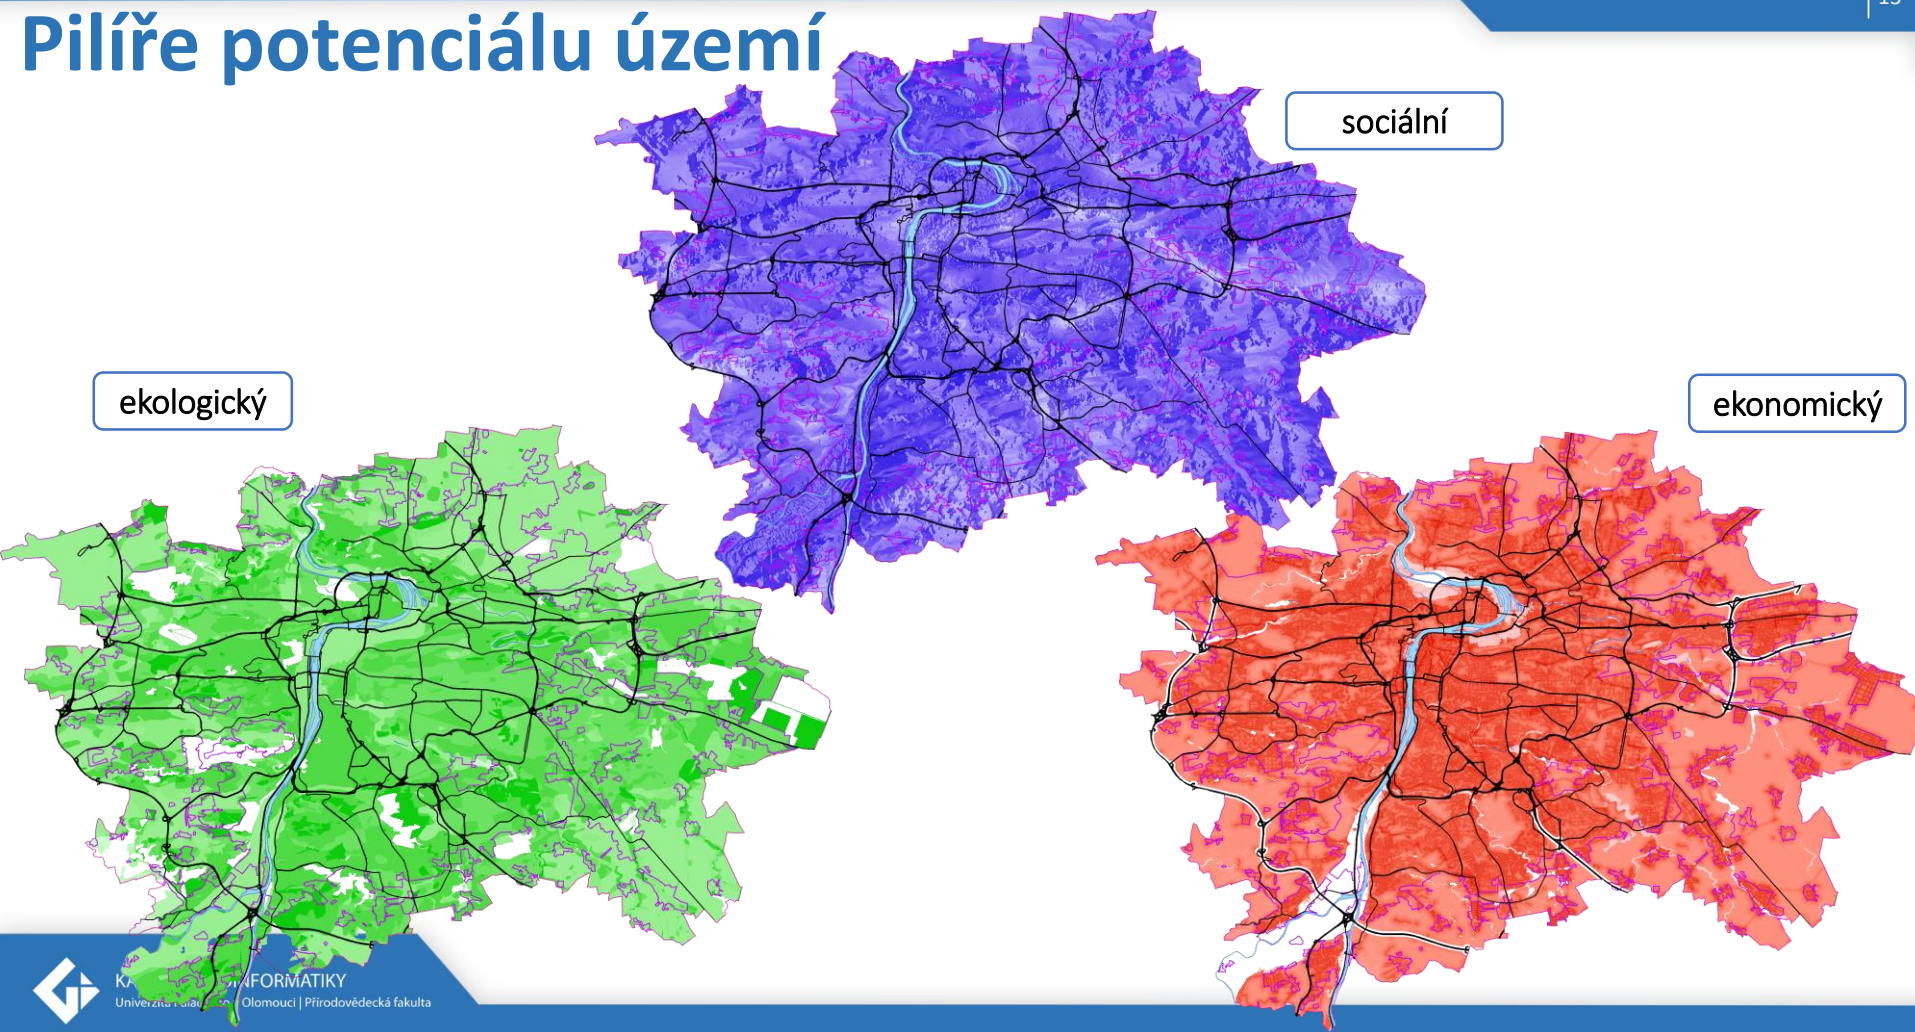 Pilíře potenciálu území
sociální
ekologický
ekonomický
Olomouci | Přírodovědecká fakulta